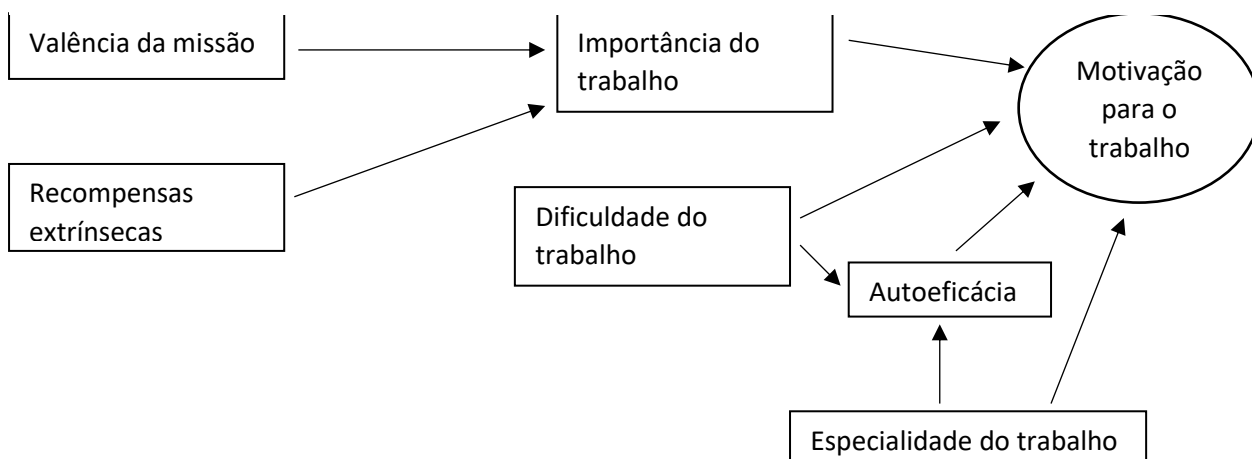 Valência da missão
Importância do
trabalho
Motivação
para o
trabalho
Recompensas
extrínsecas
Dificuldade do
trabalho
Autoeficácia
Especialidade do trabalho